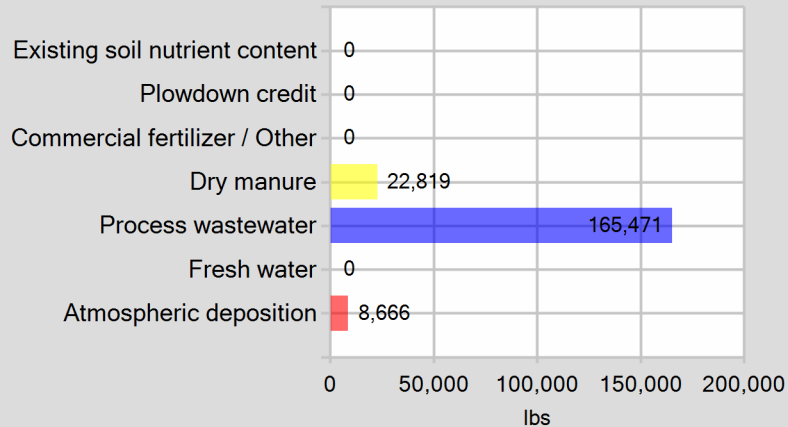 Existing soil nutrient content 0
Plowdown credit 0
Commercial fertilizer / Other 0
Dry manure 22,819
Process wastewater 165,471
Fresh water 0
Atmospheric deposition 8,666
0 50,000 100,000 150,000 200,000
lbs